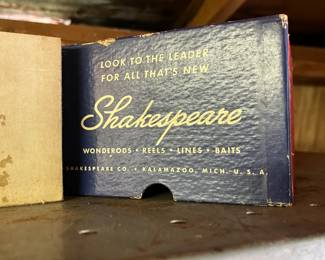 LOOK TO THE LEADER
FOR ALL THAT'S NEW
Shakespeare
WONDERODS • REELS • LINES • BAITS
SHAKESPEARE CO. • KALAMAZOO, MICH. U. S. A.